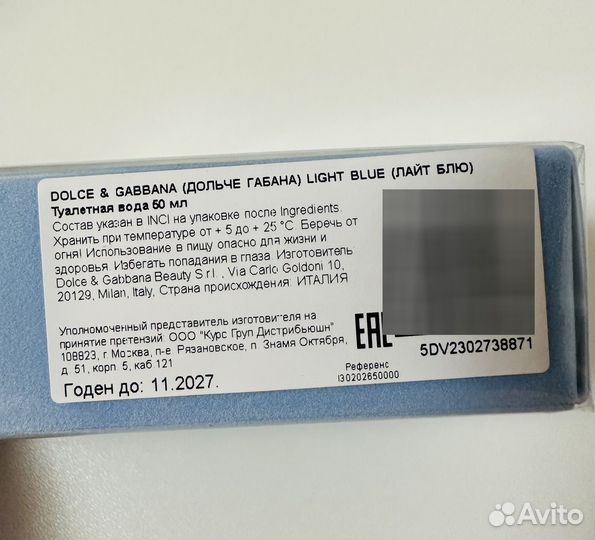 DOLCE & GABBANA (ДОЛЬЧЕ ГАБАНА) LIGHT BLUE (ЛАЙТ БЛЮ)
Туалетная вода 50 мл
Состав указан в INCI на упаковке после Ingredients.
Хранить при температуре от + 5 до + 25 °C. Беречь от
огня! Использование в пищу опасно для жизни и
здоровья. Избегать попадания в глаза. Изготовитель:
Dolce & Gabbana Beauty S.r.l., Via Carlo Goldoni 10,
20129, Milan, Italy, Страна происхождения: ИТАЛИЯ
Уполномоченный представитель изготовителя на
принятие претензий: ООО "Курс Груп Дистрибьюшн"
108823, г. Москва, п-е. Рязановское, п. Знамя Октября,
д. 51, корп. 5, каб 121
Годен до: 11.2027.
EAC
5DV2302738871
Референс
I30202650000
Avito